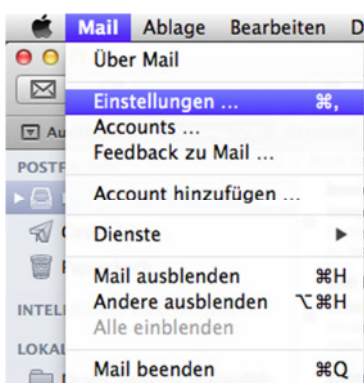 Mail Ablage Bearbeiten D
Über Mail
Einstellungen ... ⌘,
Au
Accounts ...
Feedback zu Mail ...
POSTF
Account hinzufügen ...
Dienste ▶
Mail ausblenden ⌘H
Andere ausblenden ⌥⌘H
INTELI
Alle einblenden
LOKAL
Mail beenden ⌘Q